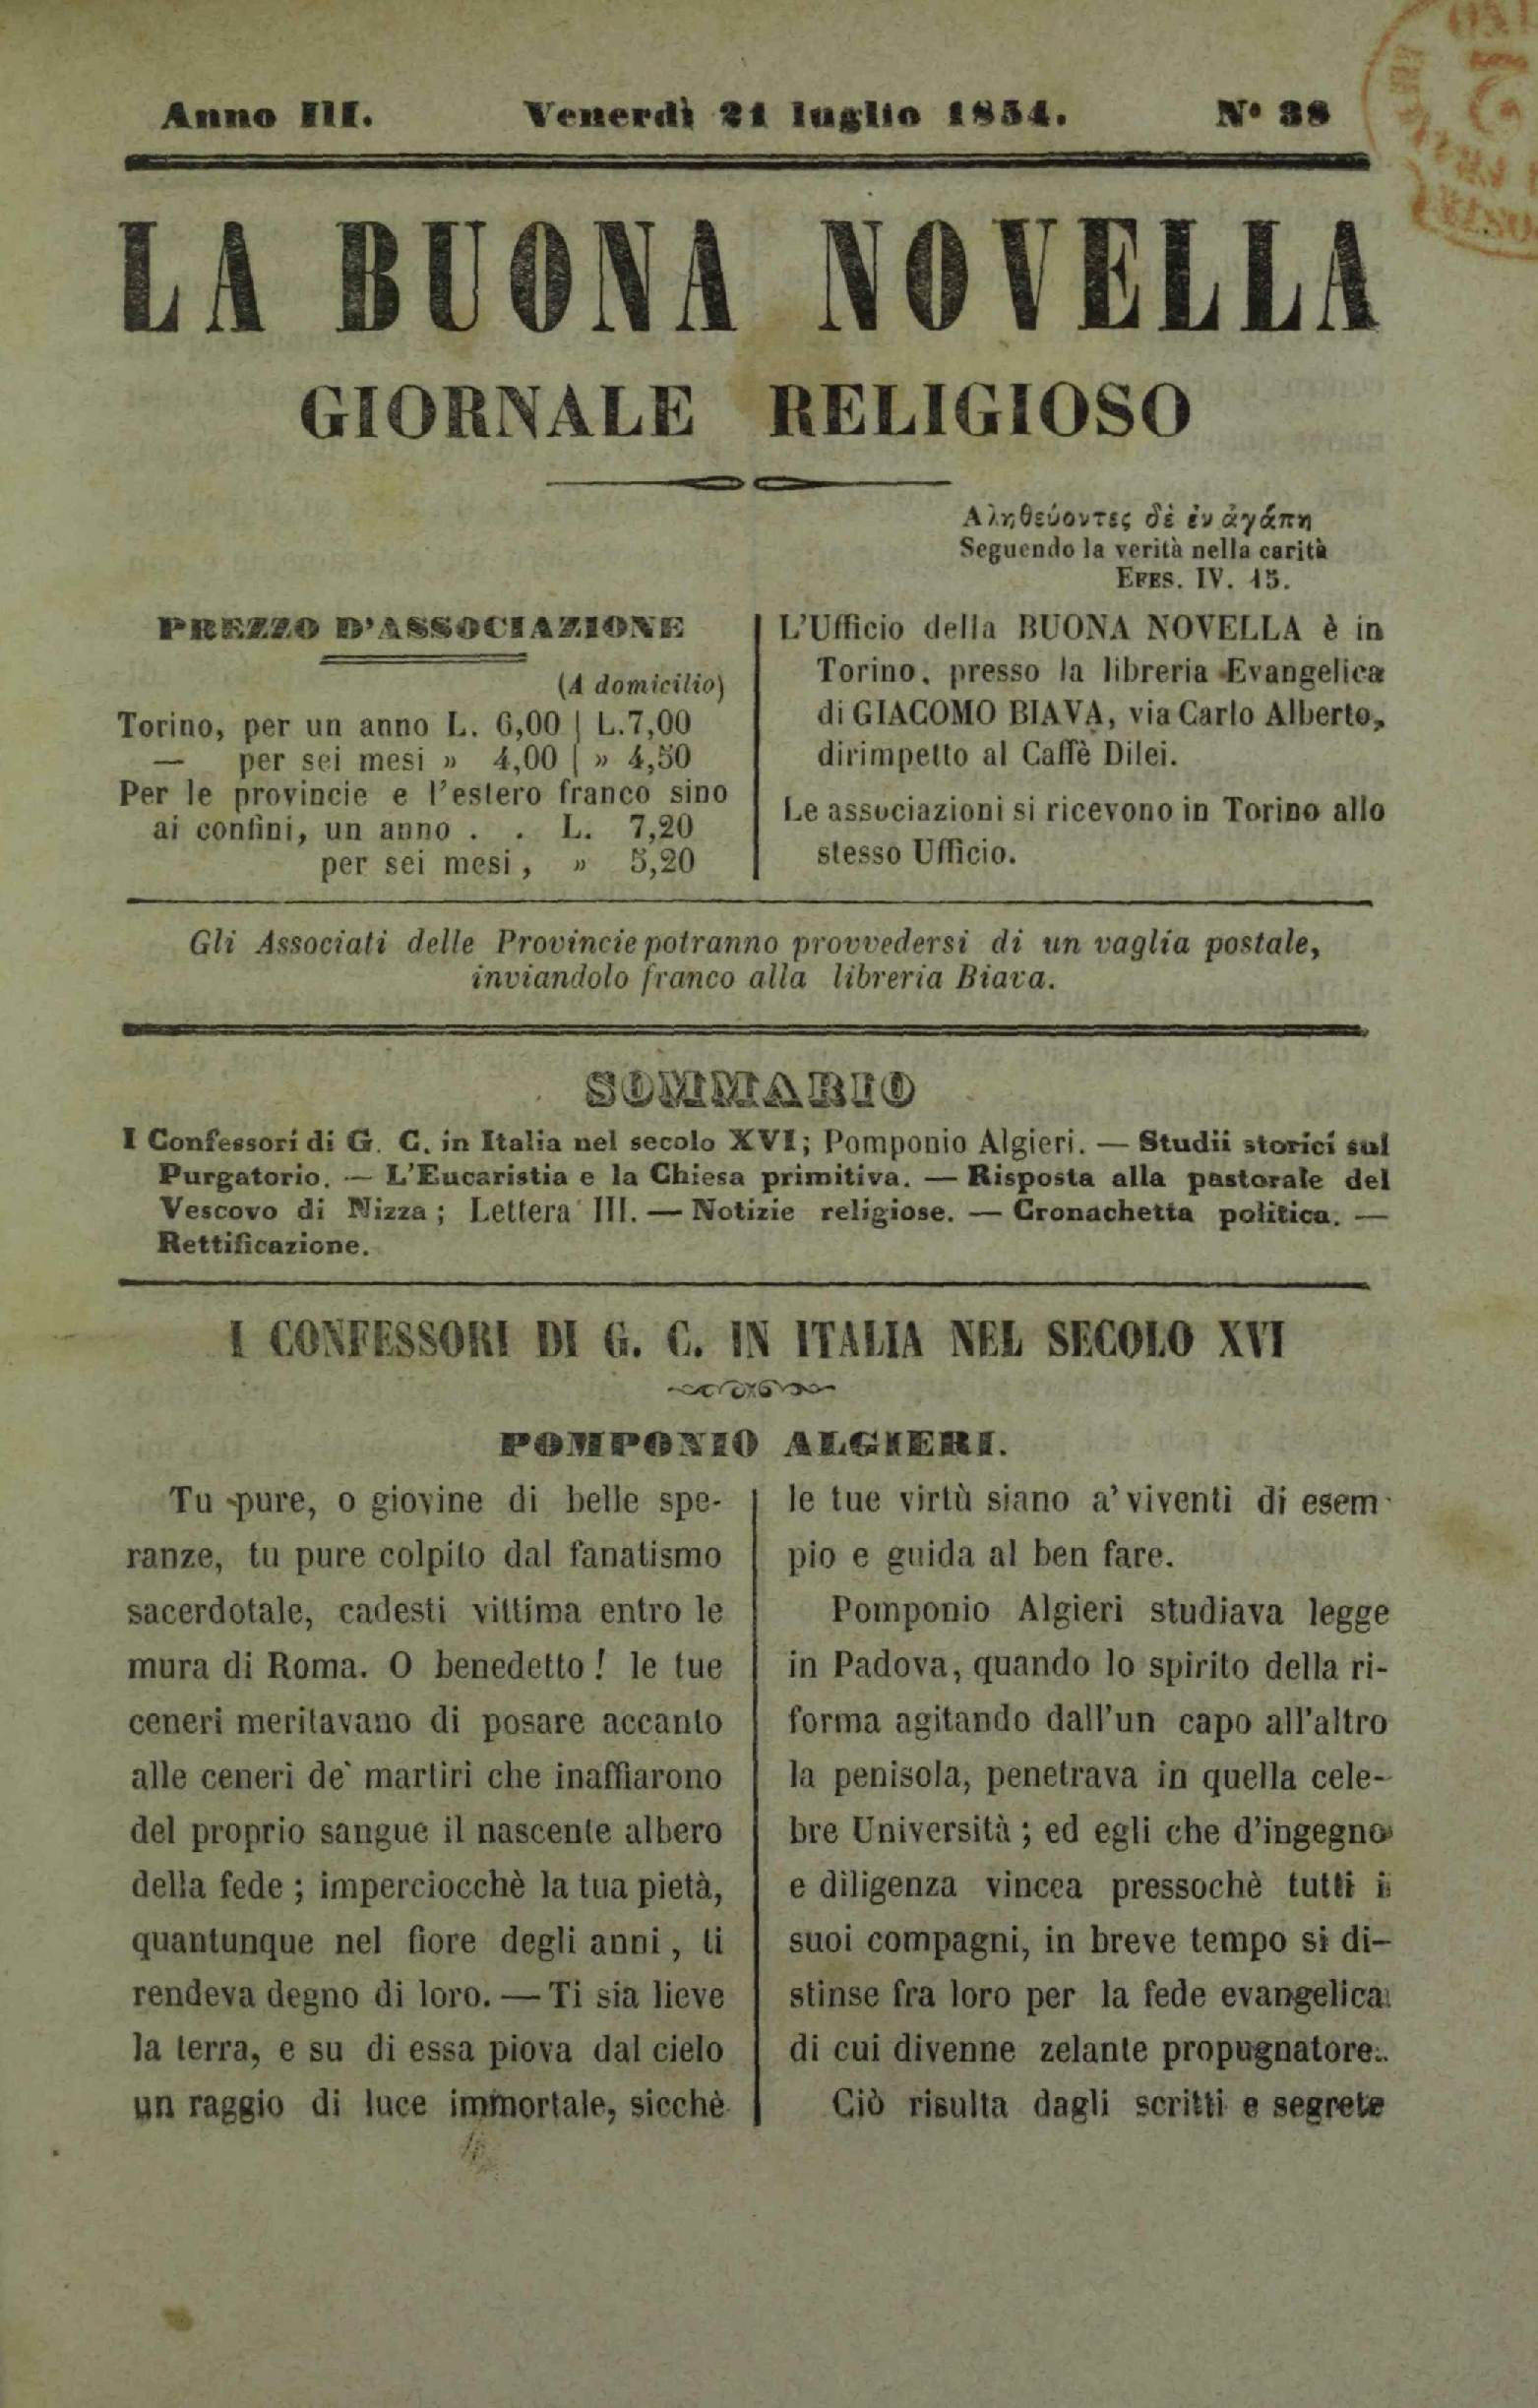 Anno III. Venerdì 21 luglio 1854. N° 38
LA BUONA NOVELLA
GIORNALE RELIGIOSO
Αληθεύοντες δὲ ἐν ἀγάπη
Seguendo la verità nella carità
EFES. IV. 15.
PREZZO D'ASSOCIAZIONE
(A domicilio)
Torino, per un anno L. 6,00 | L.7,00
— per sei mesi » 4,00 | » 4,50
Per le provincie e l'estero franco sino
ai confini, un anno . . L. 7,20
per sei mesi, » 5,20
L'Ufficio della BUONA NOVELLA è in
Torino, presso la libreria Evangelica
di GIACOMO BIAVA, via Carlo Alberto,
dirimpetto al Caffè Dilei.
Le associazioni si ricevono in Torino allo
stesso Ufficio.
Gli Associati delle Provincie potranno provvedersi di un vaglia postale,
inviandolo franco alla libreria Biava.
SOMMARIO
I Confessori di G. C. in Italia nel secolo XVI; Pomponio Algieri. — Studii storici sul
Purgatorio. — L'Eucaristia e la Chiesa primitiva. — Risposta alla pastorale del
Vescovo di Nizza; Lettera III. — Notizie religiose. — Cronachetta politica. —
Rettificazione.
I CONFESSORI DI G. C. IN ITALIA NEL SECOLO XVI
POMPONIO ALGIERI.
Tu pure, o giovine di belle spe-
ranze, tu pure colpito dal fanatismo
sacerdotale, cadesti vittima entro le
mura di Roma. O benedetto! le tue
ceneri meritavano di posare accanto
alle ceneri de' martiri che inaffiarono
del proprio sangue il nascente albero
della fede; imperciocchè la tua pietà,
quantunque nel fiore degli anni, ti
rendeva degno di loro. — Ti sia lieve
la terra, e su di essa piova dal cielo
un raggio di luce immortale, sicchè
le tue virtù siano a' viventi di esem-
pio e guida al ben fare.
Pomponio Algieri studiava legge
in Padova, quando lo spirito della ri-
forma agitando dall'un capo all'altro
la penisola, penetrava in quella cele-
bre Università; ed egli che d'ingegno
e diligenza vincea pressochè tutti i
suoi compagni, in breve tempo si di-
stinse fra loro per la fede evangelica
di cui divenne zelante propugnatore.
Ciò risulta dagli scritti e segrete